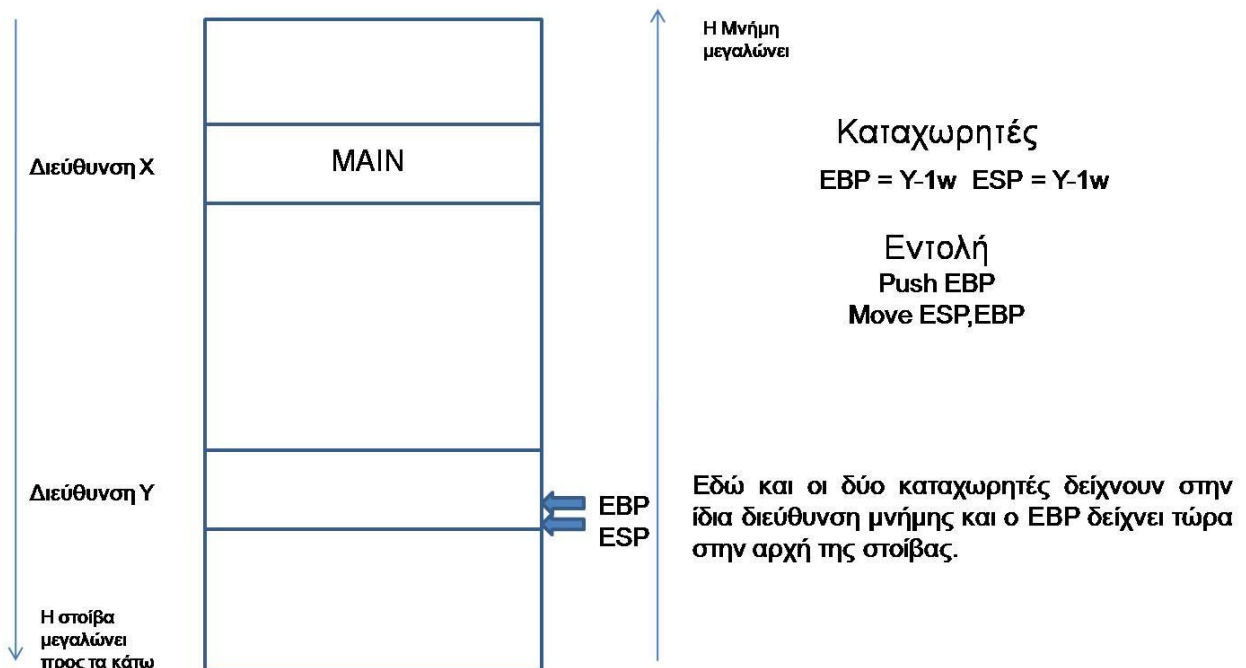 Η Μνήμη
μεγαλώνει
Καταχωρητές
Διεύθυνση Χ
MAIN
EBP = Y-1w ESP = Y-1w
Εντολή
Push EBP
Move ESP,EBP
Διεύθυνση Υ
EBP
ESP
Εδώ και οι δύο καταχωρητές δείχνουν στην
ίδια διεύθυνση μνήμης και ο EBP δείχνει τώρα
στην αρχή της στοίβας.
Η στοίβα
μεγαλώνει
προς τα κάτω